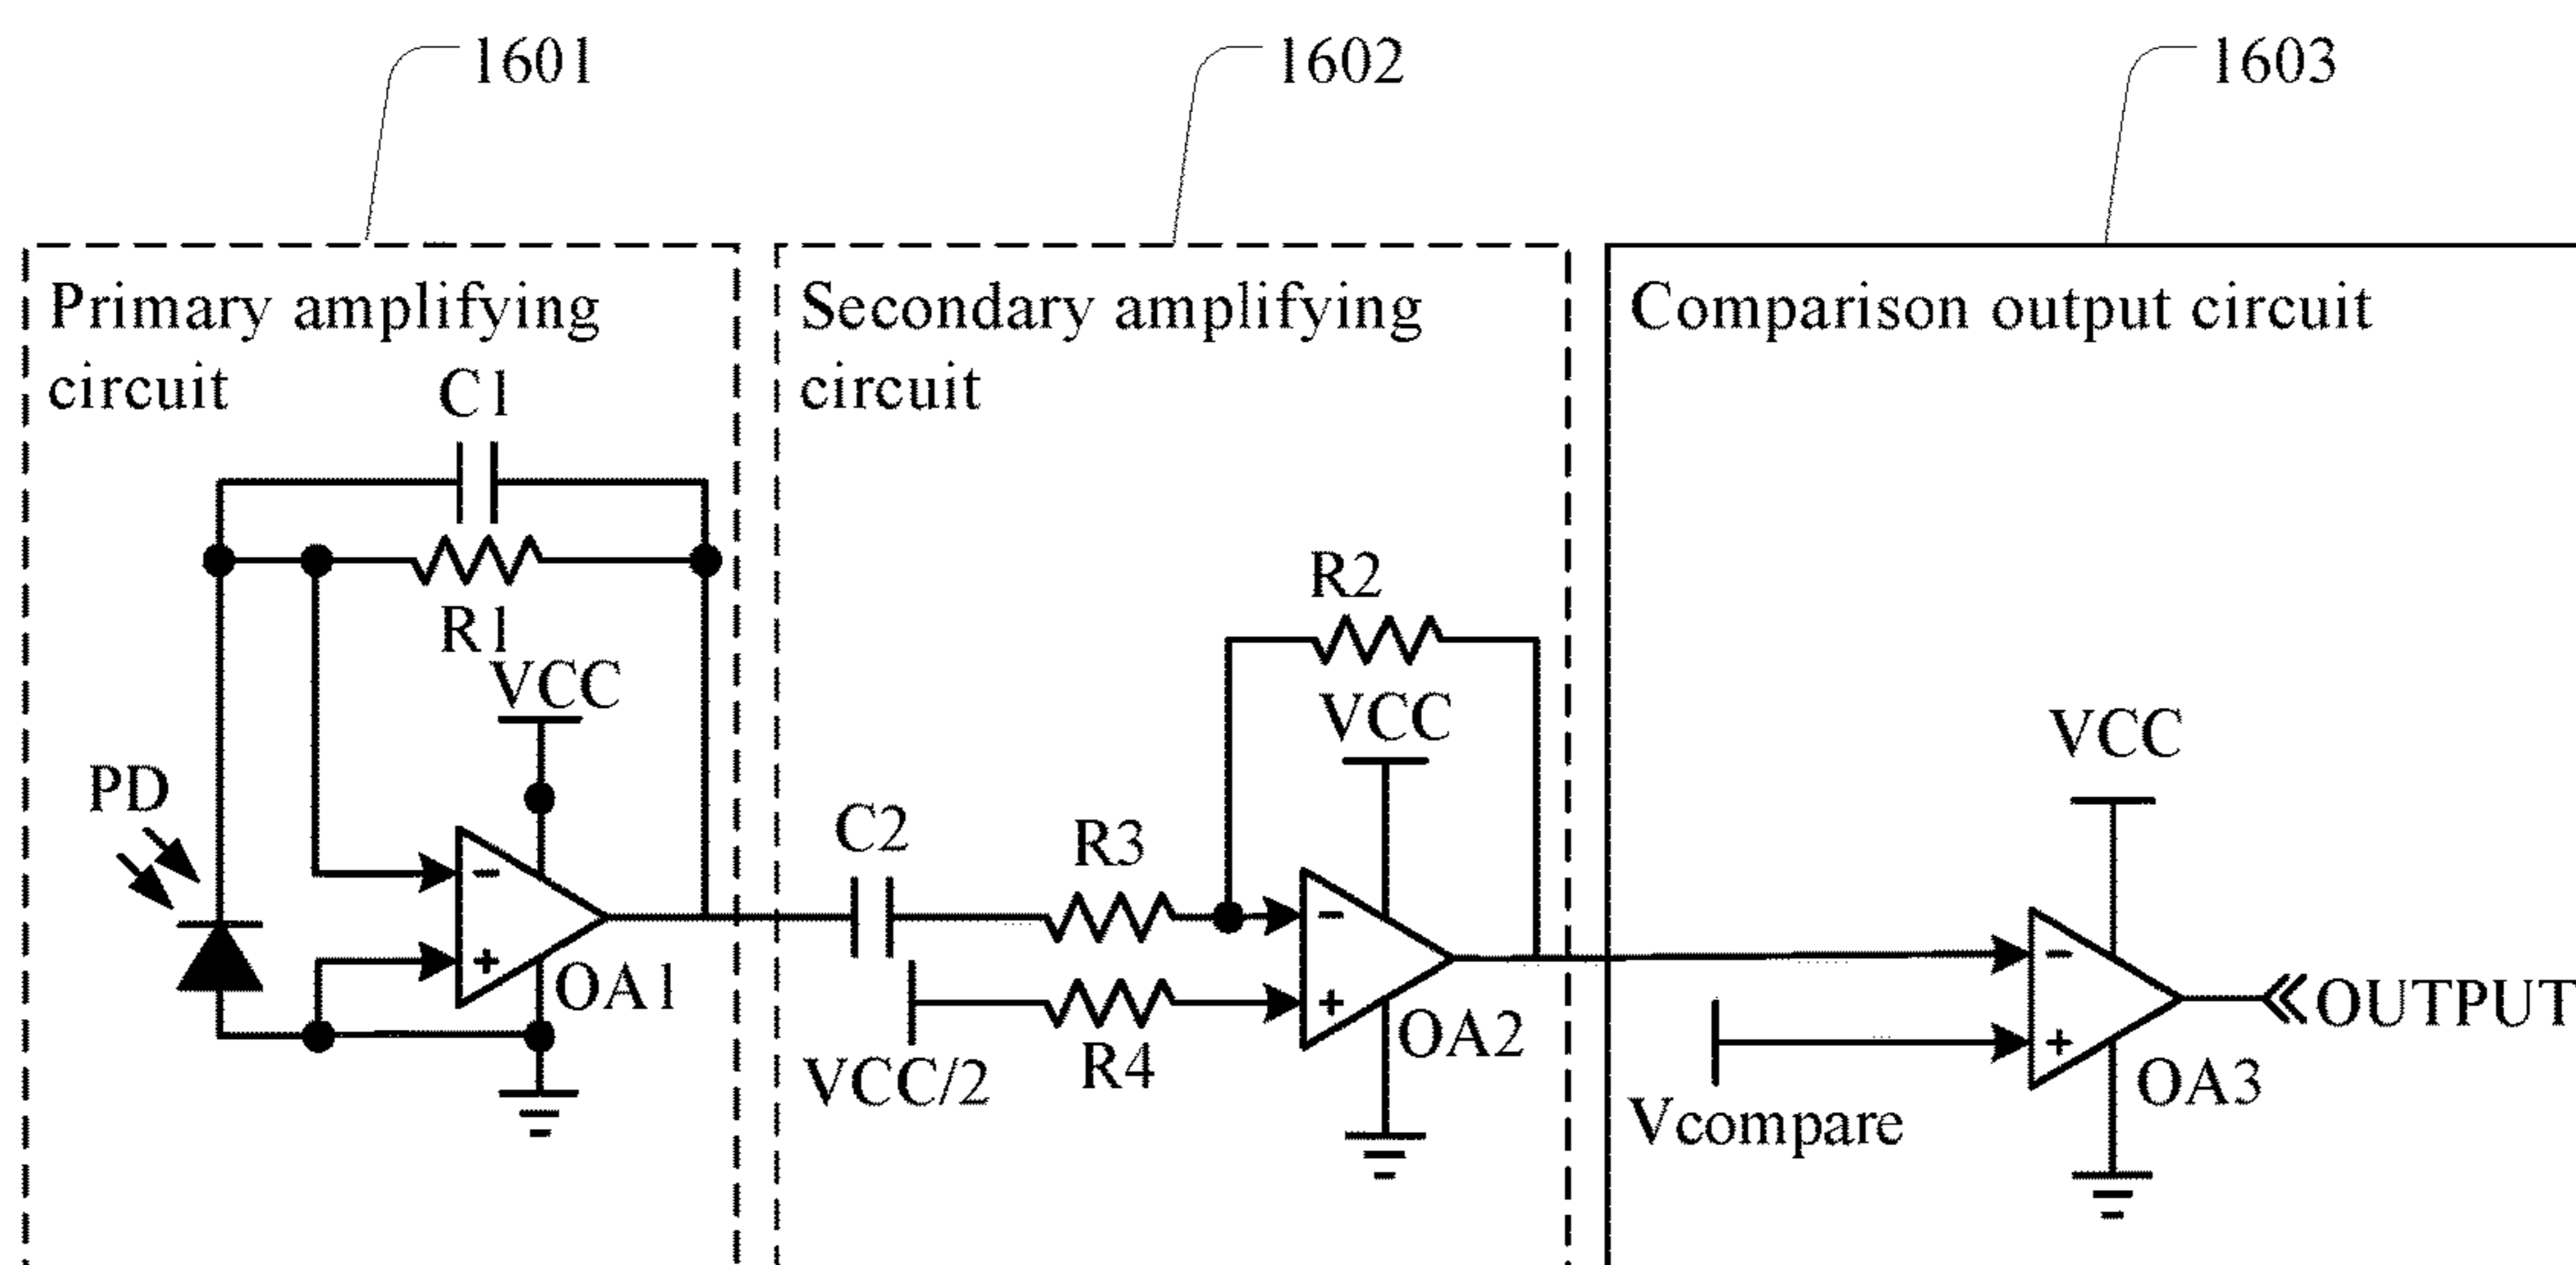 1601
1602
1603
Primary amplifying
circuit
Secondary amplifying
circuit
Comparison output circuit
C1
R1
VCC
PD
-
+
OA1
C2
R3
R2
VCC
-
+
OA2
VCC/2
R4
VCC
-
+
OA3
OUTPUT
Vcompare